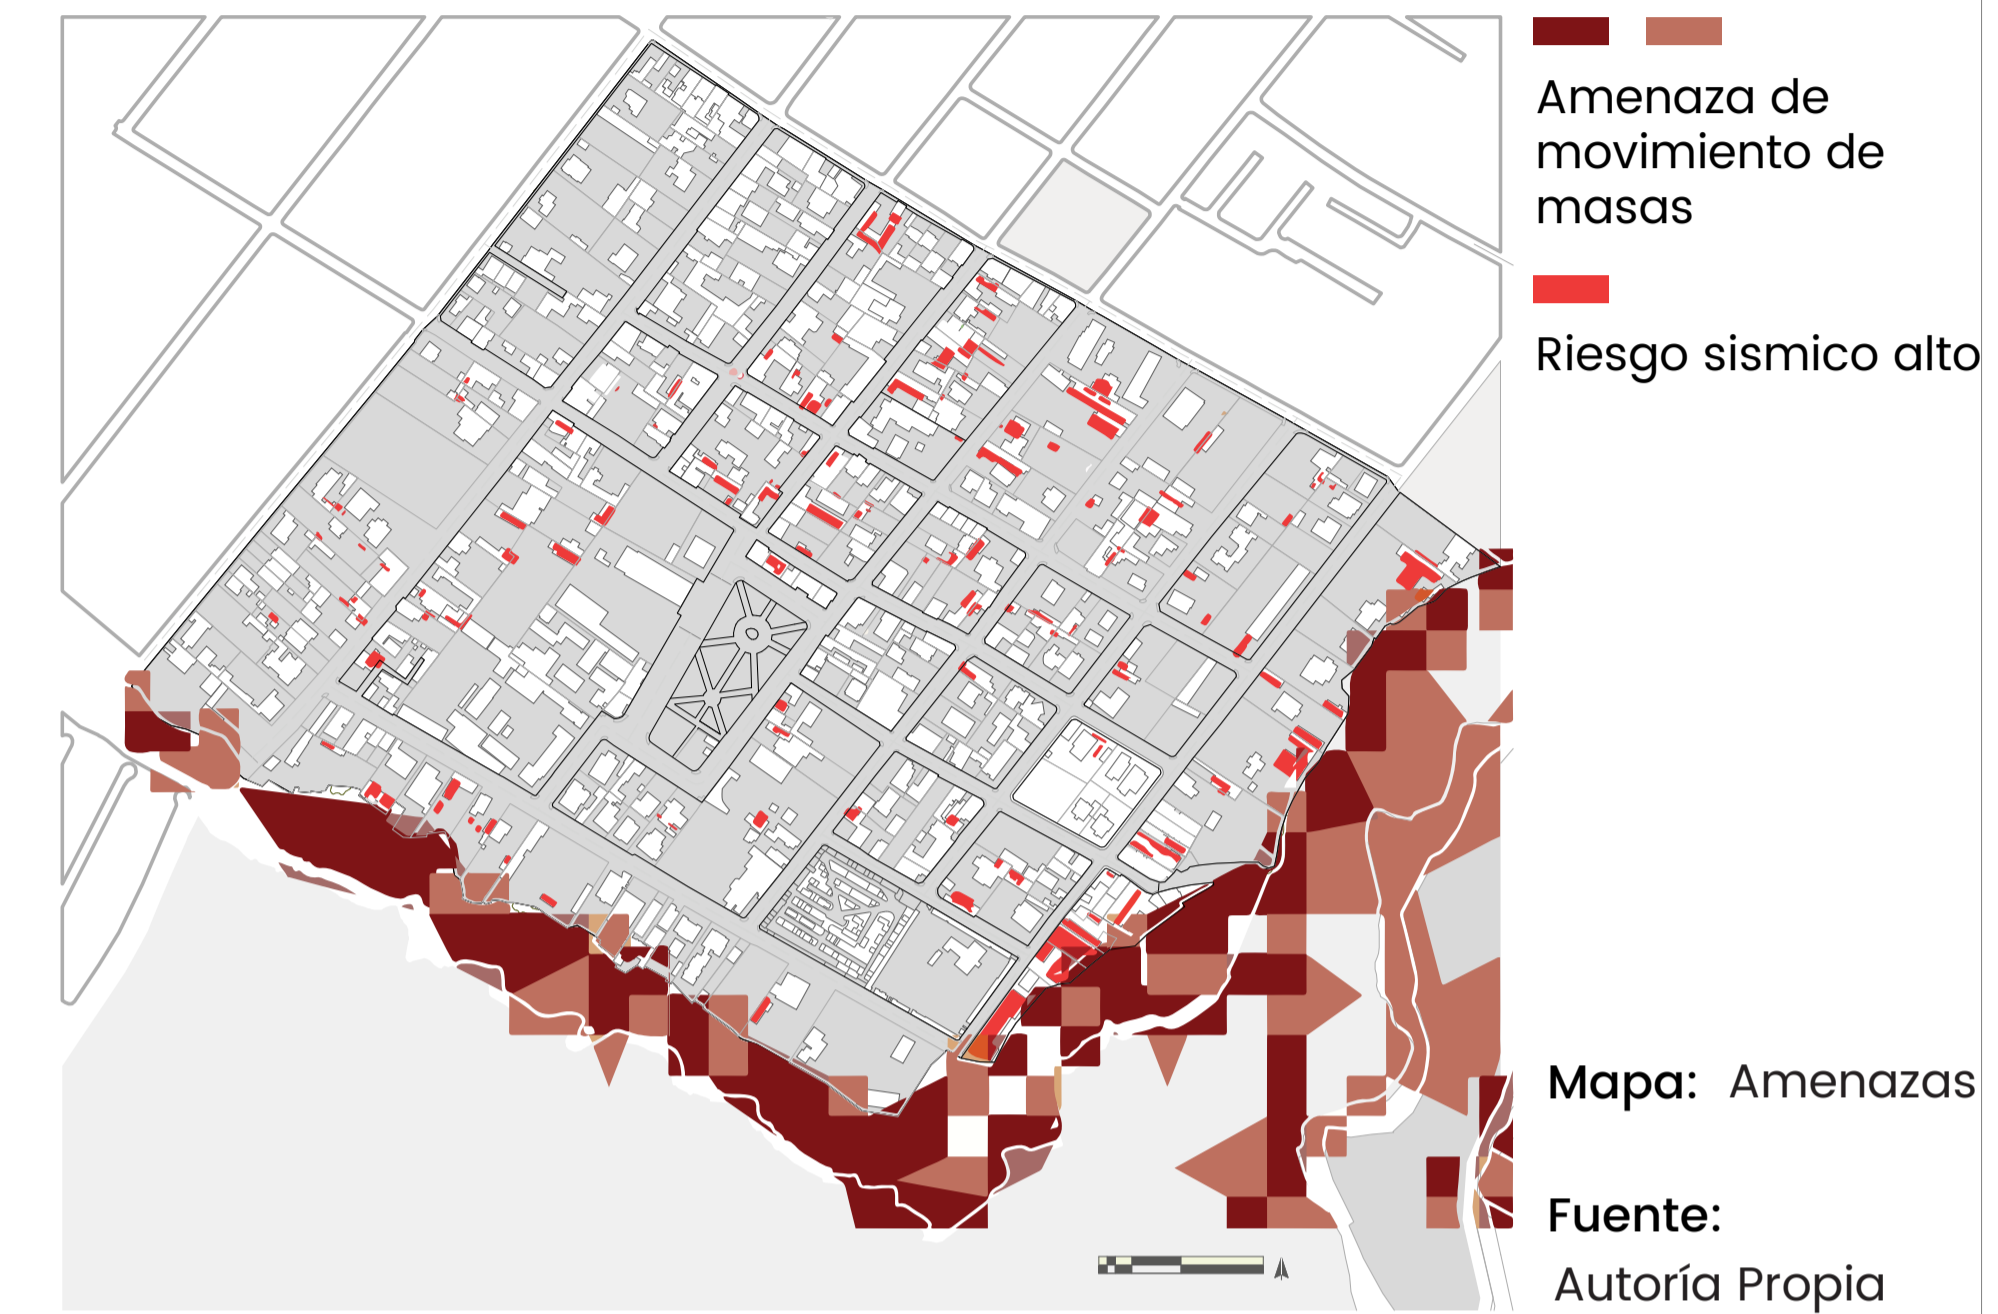 Amenaza de
movimiento de
masas
Riesgo sismico alto
Mapa: Amenazas
Fuente:
Autoría Propia